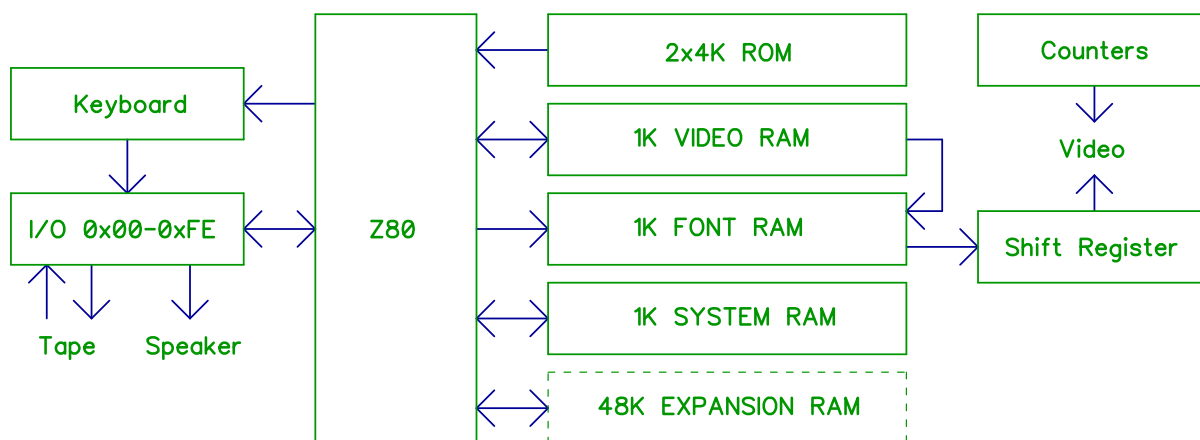 2x4K ROM
Counters
Keyboard
1K VIDEO RAM
Video
I/O 0x00-0xFE
Z80
1K FONT RAM
Shift Register
1K SYSTEM RAM
Tape
Speaker
48K EXPANSION RAM